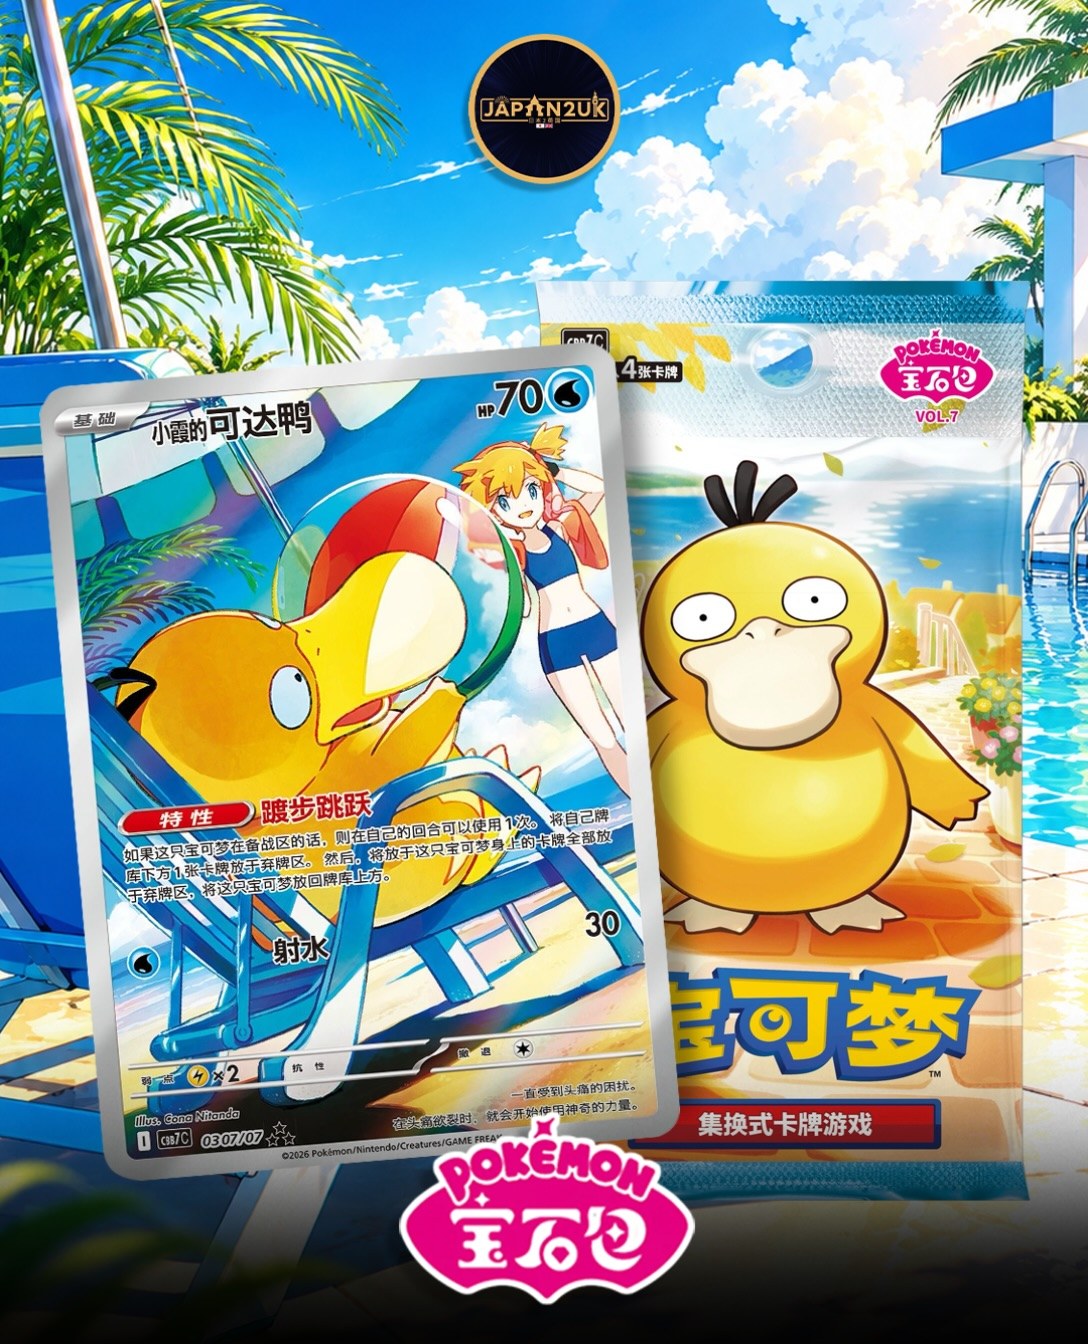 JAPAN2UK
CBB7C
4张卡牌
POKÉMON
宝石包
VOL.7
基础
小霞的可达鸭
HP70
特性
踱步跳跃
如果这只宝可梦在备战区的话，则在自己的回合可以使用1次。将自己牌
库下方1张卡牌放于弃牌区。然后，将放于这只宝可梦身上的卡牌全部放
于弃牌区，将这只宝可梦放回牌库上方。
射水
30
弱点
×2
抗性
撤退
一直受到头痛的困扰。
在头痛欲裂时，就会开始使用神奇的力量。
Illus. Cona Nitanda
I CBB7C 0307/07
©2026 Pokémon/Nintendo/Creatures/GAME FREAK
宝可梦
TM
集换式卡牌游戏
POKÉMON
宝石包